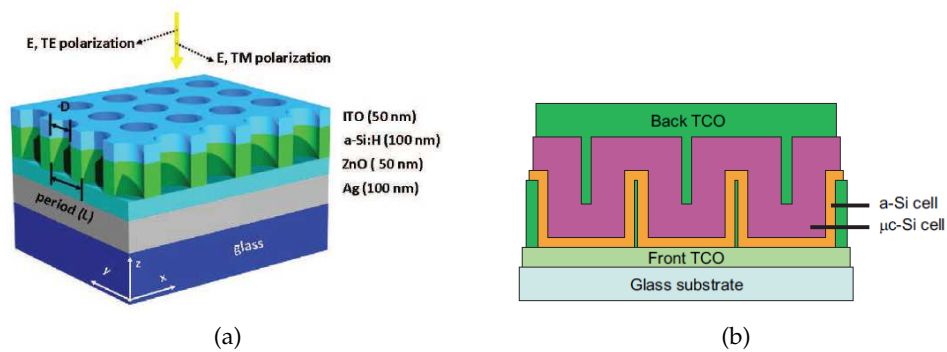 E, TE polarization
E, TM polarization
D
ITO (50 nm)
a-Si:H (100 nm)
ZnO ( 50 nm)
Ag (100 nm)
period (L)
glass
z
y
x
(a)
Back TCO
a-Si cell
μc-Si cell
Front TCO
Glass substrate
(b)